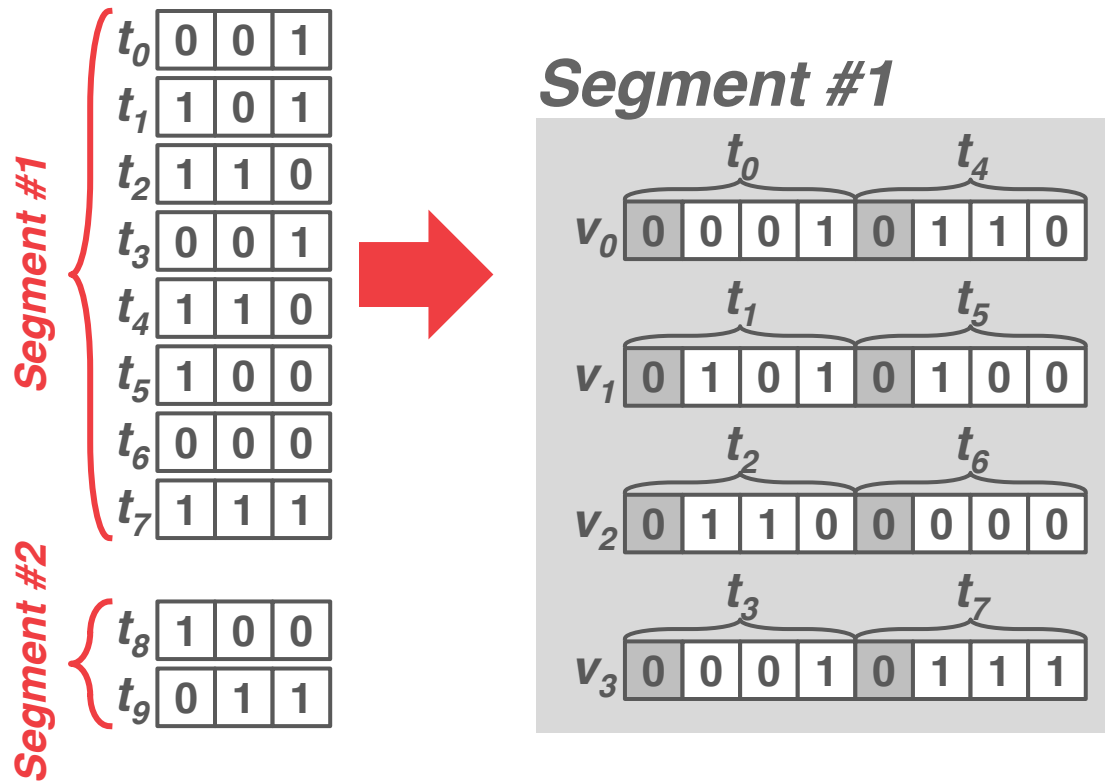 Segment #1
t0 0 0 1
t1 1 0 1
t2 1 1 0
t3 0 0 1
t4 1 1 0
t5 1 0 0
t6 0 0 0
t7 1 1 1
Segment #2
t8 1 0 0
t9 0 1 1
Segment #1
t0 t4
v0 0 0 0 1 0 1 1 0
t1 t5
v1 0 1 0 1 0 1 0 0
t2 t6
v2 0 1 1 0 0 0 0 0
t3 t7
v3 0 0 0 1 0 1 1 1